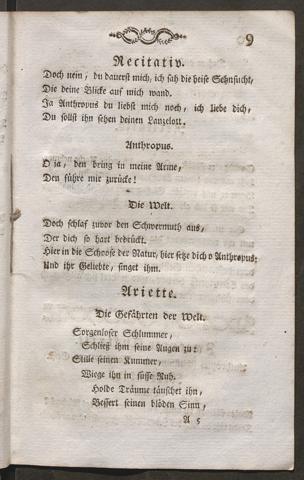 9
Recitativ.
Doch nein, du dauerst mich, ich sah die heise Sehnsucht,
Die deine Blicke auf mich wand.
Ja Anthropus du liebst mich noch, ich liebe dich,
Du sollst ihn sehen deinen Lanzelott.
Anthropus.
O ja, den bring in meine Arme,
Den führe mir zurücke!
Die Welt.
Doch schlaf zuvor den Schwermuth aus,
Der dich so hart bedrückt.
Hier in die Schoose der Natur, hier setze dich o Anthropus;
Und ihr Geliebte, singet ihm.
Ariette.
Die Gefährten der Welt.
Sorgenloser Schlummer,
Schließ ihm seine Augen zu:
Stille seinen Kummer,
Wiege ihn in süsse Ruh.
Holde Träume täuschet ihn,
Bessert seinen blöden Sinn,
A 5